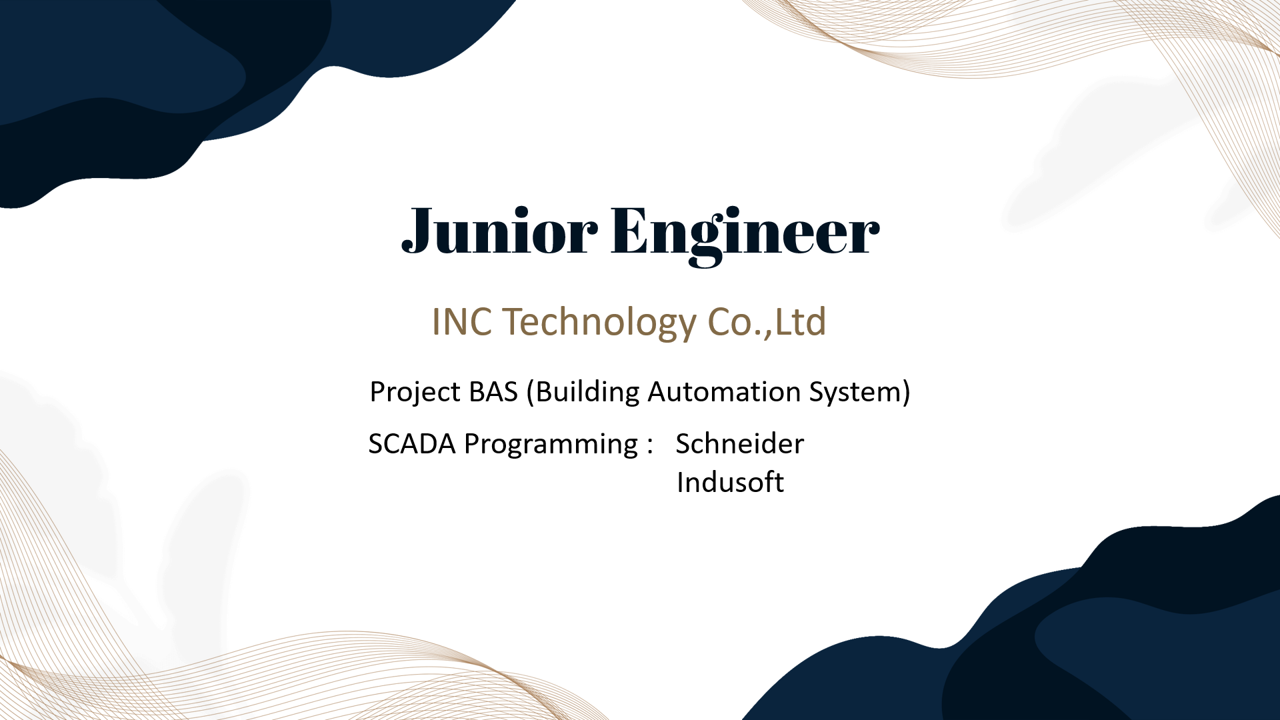 Junior Engineer
INC Technology Co.,Ltd
Project BAS (Building Automation System)
SCADA Programming : Schneider
Indusoft